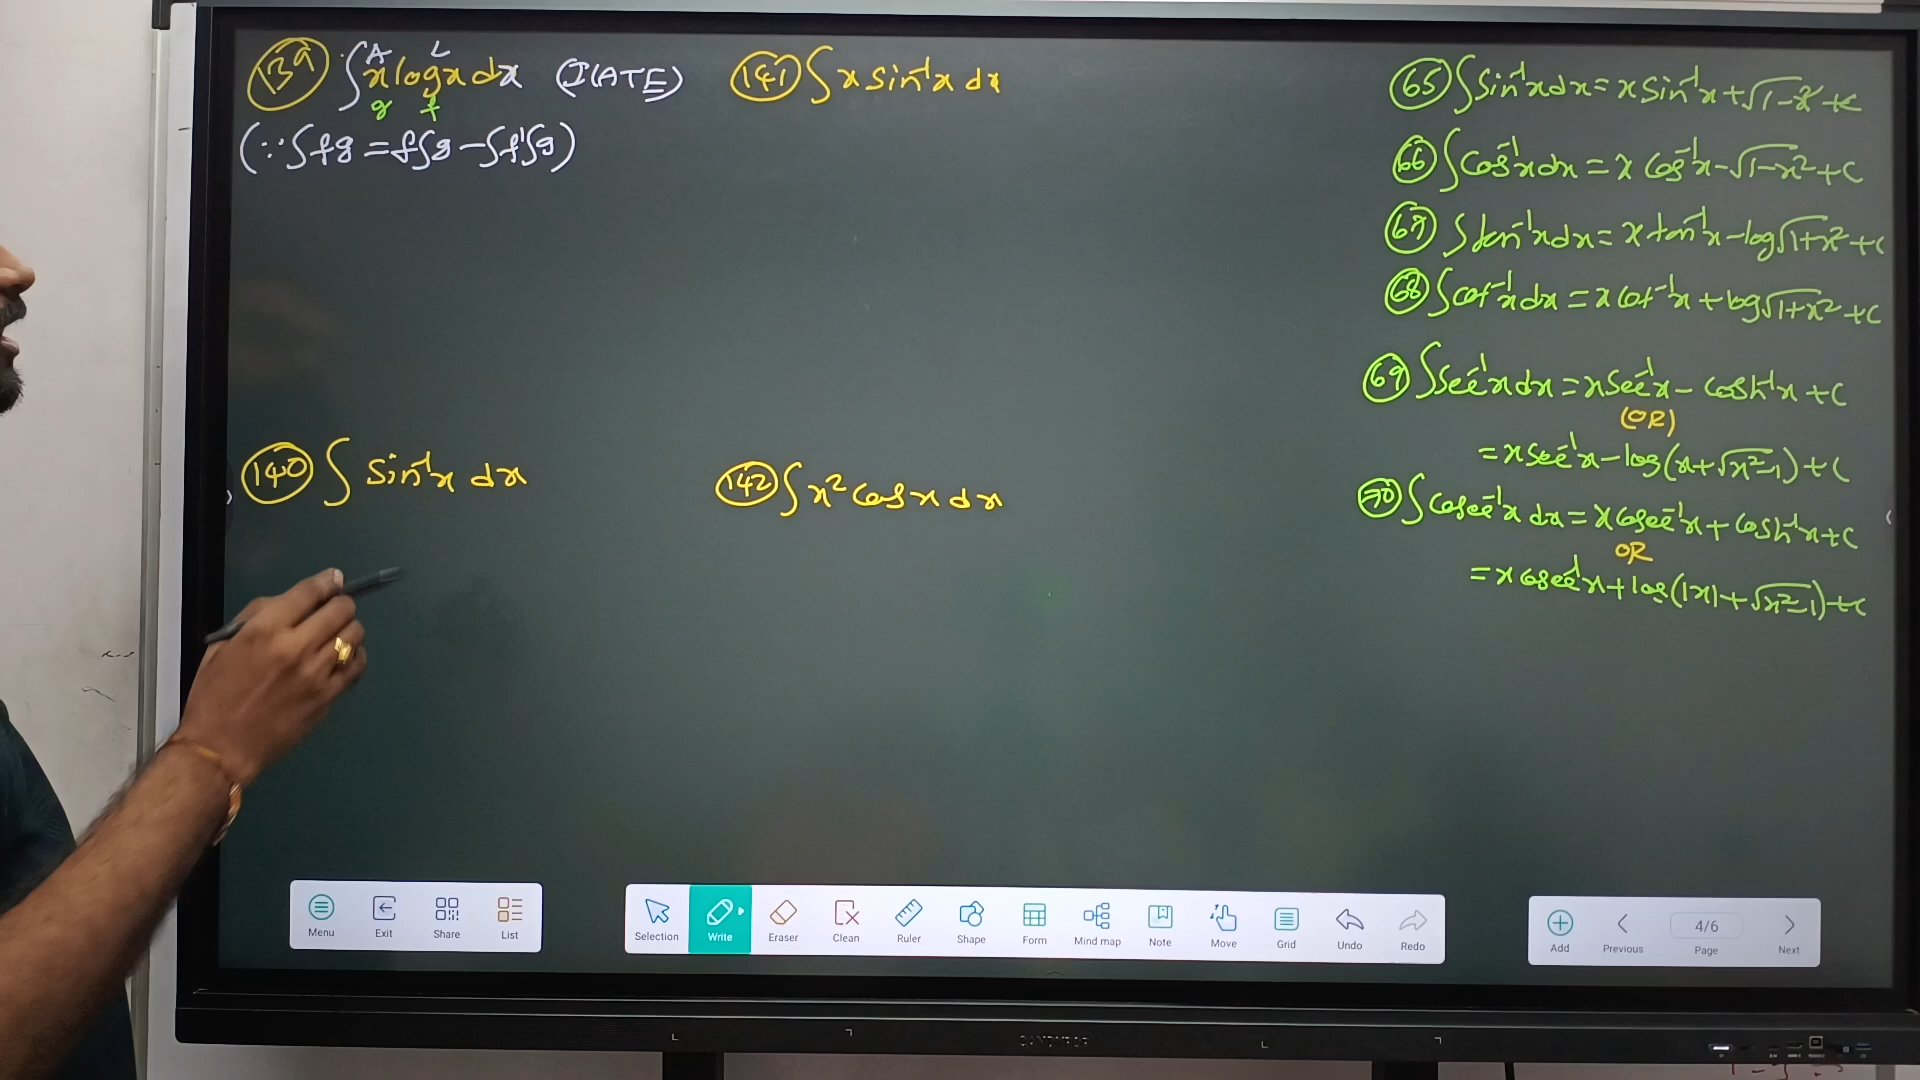 (139) ∫ x log x dx (ILATE)
A L
g f
(∵ ∫fg = f∫g − ∫f'∫g)
(140) ∫ Sin⁻¹x dx
(141) ∫ x sin⁻¹x dx
(142) ∫ x² cos x dx
(65) ∫Sin⁻¹x dx = x Sin⁻¹x + √1−x² + c
(66) ∫Cos⁻¹x dx = x Cos⁻¹x − √1−x² + C
(67) ∫tan⁻¹x dx = x tan⁻¹x − log√1+x² + C
(68) ∫cot⁻¹x dx = x cot⁻¹x + log√1+x² + C
(69) ∫Sec⁻¹x dx = x Sec⁻¹x − Cosh⁻¹x + C
(OR)
= x Sec⁻¹x − log(x + √x²−1) + C
(70) ∫Cosec⁻¹x dx = x Cosec⁻¹x + Cosh⁻¹x + C
OR
= x Cosec⁻¹x + log(|x| + √x²−1) + C
Menu Exit Share List
Selection Write Eraser Clean Ruler Shape Form Mind map Note Move Grid Undo Redo
Add Previous 4/6 Page Next